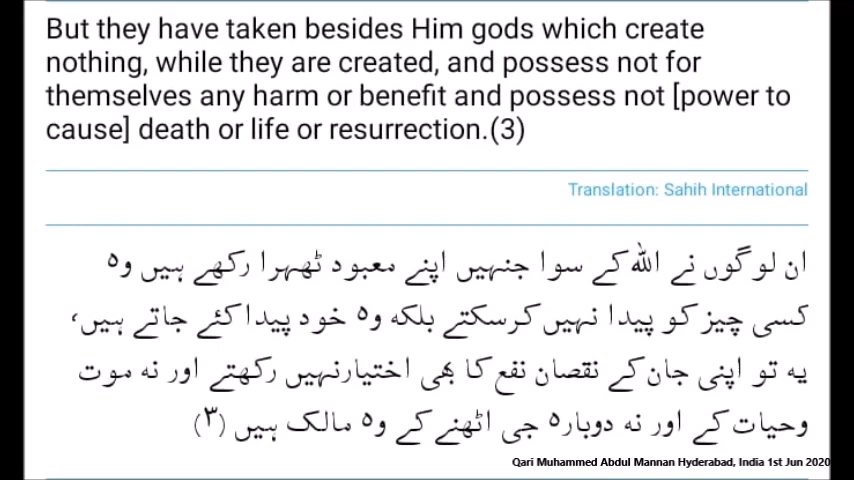 But they have taken besides Him gods which create
nothing, while they are created, and possess not for
themselves any harm or benefit and possess not [power to
cause] death or life or resurrection.(3)
Translation: Sahih International
ان لوگوں نے اللہ کے سوا جنہیں اپنے معبود ٹھہرا رکھے ہیں وه
کسی چیز کو پیدا نہیں کرسکتے بلکہ وه خود پیدا کئے جاتے ہیں،
یہ تو اپنی جان کے نقصان نفع کا بھی اختیارنہیں رکھتے اور نہ موت
وحیات کے اور نہ دوباره جی اٹھنے کے وه مالک ہیں (۳)
Qari Muhammed Abdul Mannan Hyderabad, India 1st Jun 2020